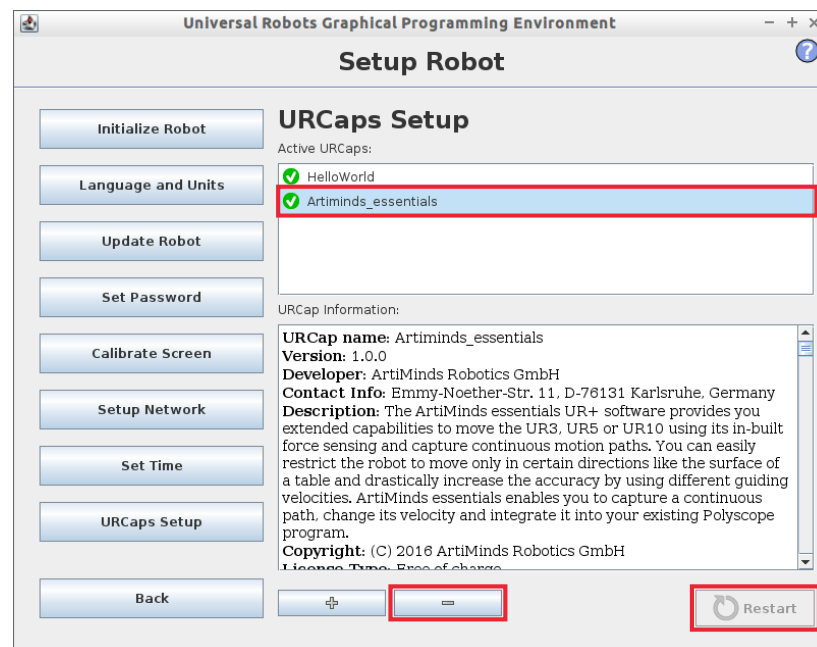 Universal Robots Graphical Programming Environment
Setup Robot
?
Initialize Robot
Language and Units
Update Robot
Set Password
Calibrate Screen
Setup Network
Set Time
URCaps Setup
Back
URCaps Setup
Active URCaps:
HelloWorld
Artiminds_essentials
URCap Information:
URCap name: Artiminds_essentials
Version: 1.0.0
Developer: ArtiMinds Robotics GmbH
Contact Info: Emmy-Noether-Str. 11, D-76131 Karlsruhe, Germany
Description: The ArtiMinds essentials UR+ software provides you
extended capabilities to move the UR3, UR5 or UR10 using its in-built
force sensing and capture continuous motion paths. You can easily
restrict the robot to move only in certain directions like the surface of
a table and drastically increase the accuracy by using different guiding
velocities. ArtiMinds essentials enables you to capture a continuous
path, change its velocity and integrate it into your existing Polyscope
program.
Copyright: (C) 2016 ArtiMinds Robotics GmbH
License Type: Free of charge
Restart